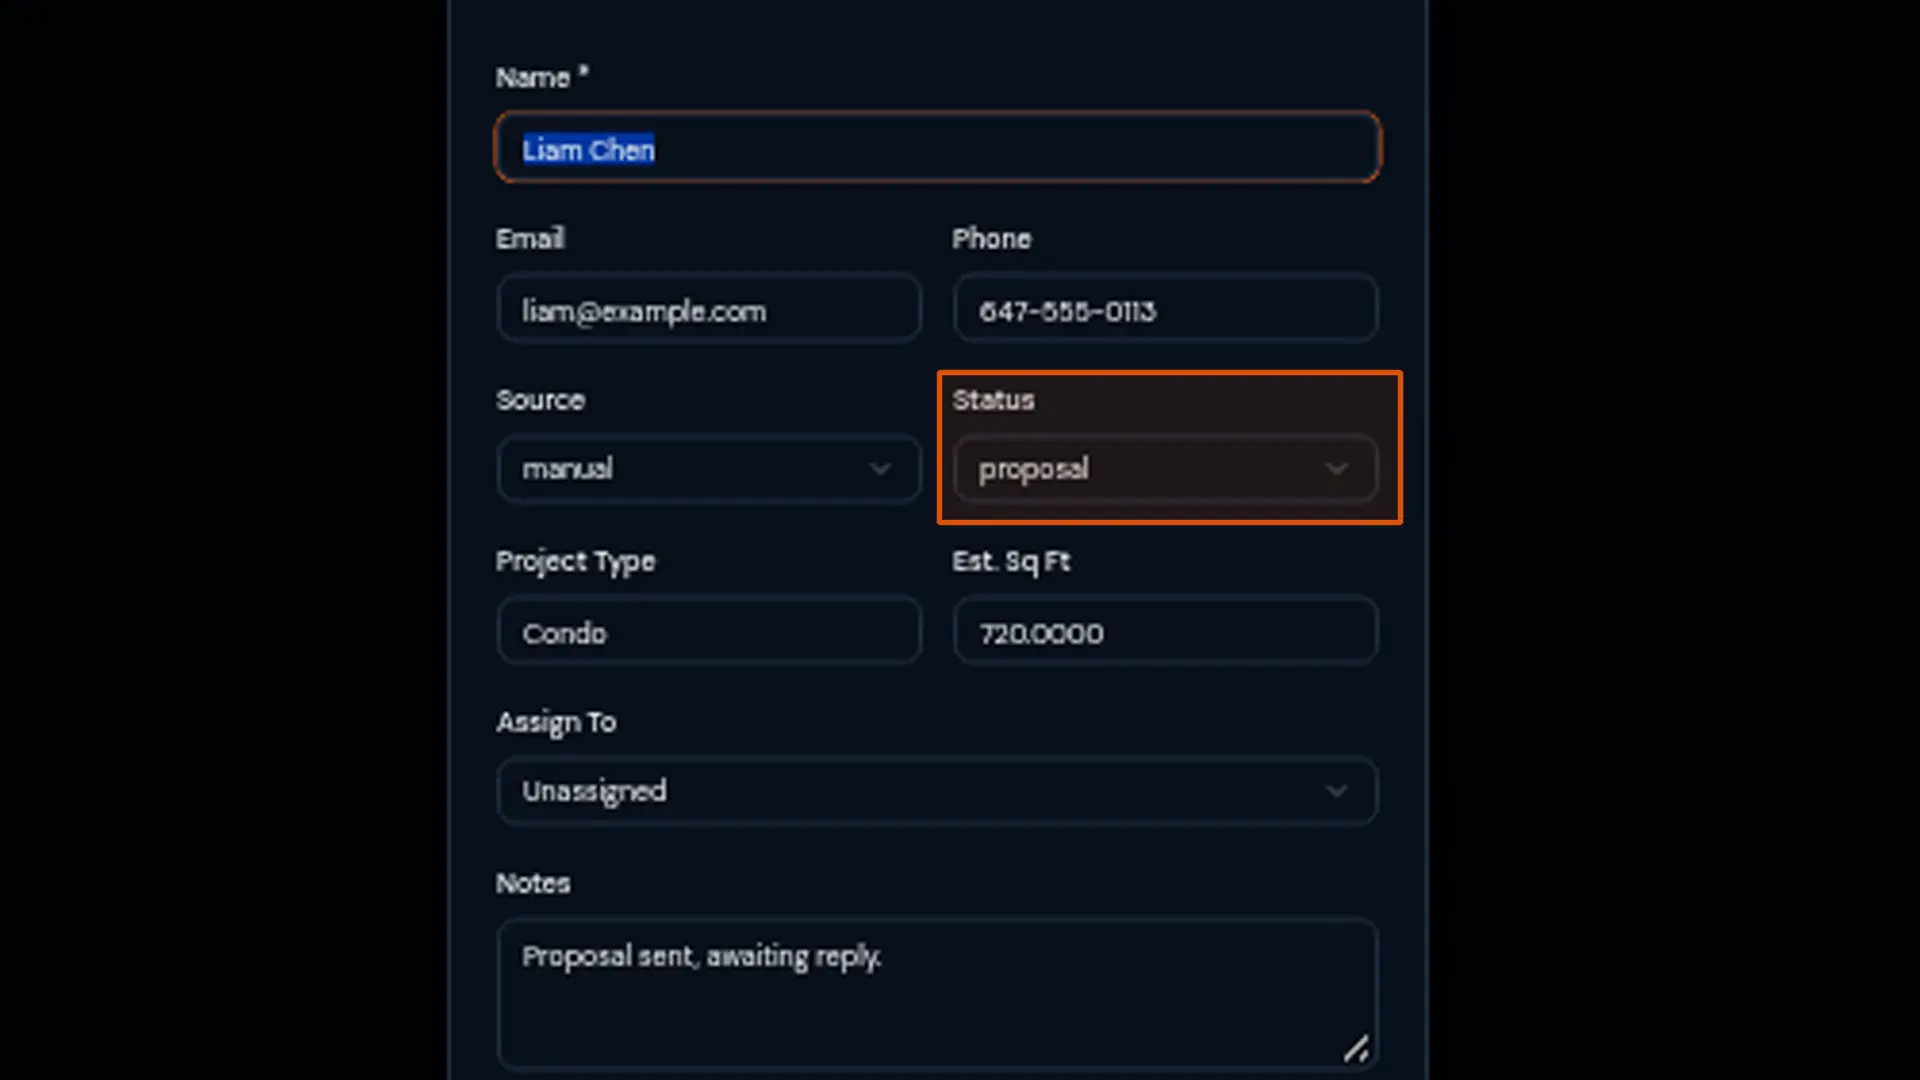 Name *
Liam Chen
Email Phone
liam@example.com 647-555-0113
Source Status
manual proposal
Project Type Est. Sq Ft
Condo 720.0000
Assign To
Unassigned
Notes
Proposal sent, awaiting reply.